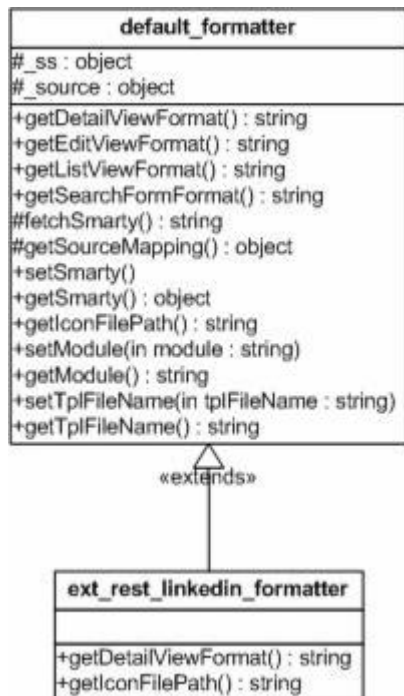 default_formatter
#_ss : object
#_source : object
+getDetailViewFormat() : string
+getEditViewFormat() : string
+getListViewFormat() : string
+getSearchFormFormat() : string
#fetchSmarty() : string
#getSourceMapping() : object
+setSmarty()
+getSmarty() : object
+getIconFilePath() : string
+setModule(in module : string)
+getModule() : string
+setTplFileName(in tplFileName : string)
+getTplFileName() : string
«extends»
ext_rest_linkedin_formatter
+getDetailViewFormat() : string
+getIconFilePath() : string